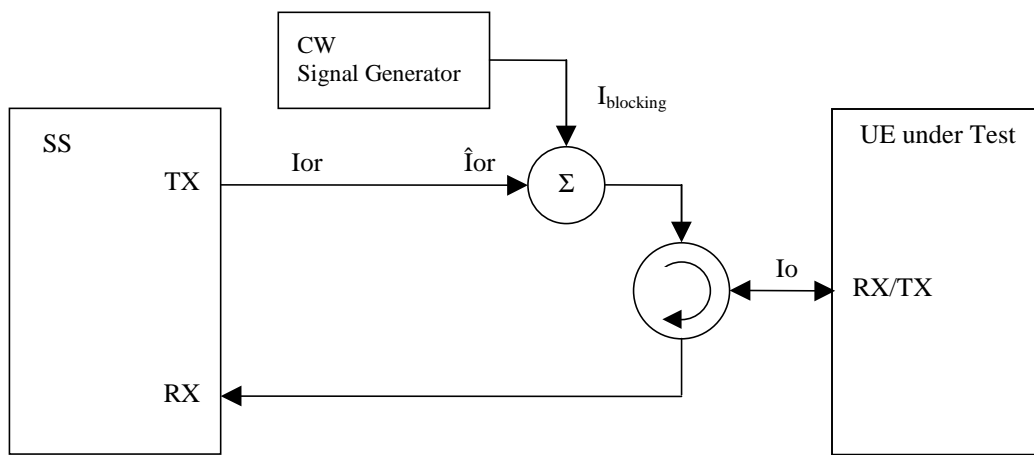 CW
Signal Generator
I_blocking
SS
UE under Test
TX
Ior
Îor
Σ
Io
RX/TX
RX